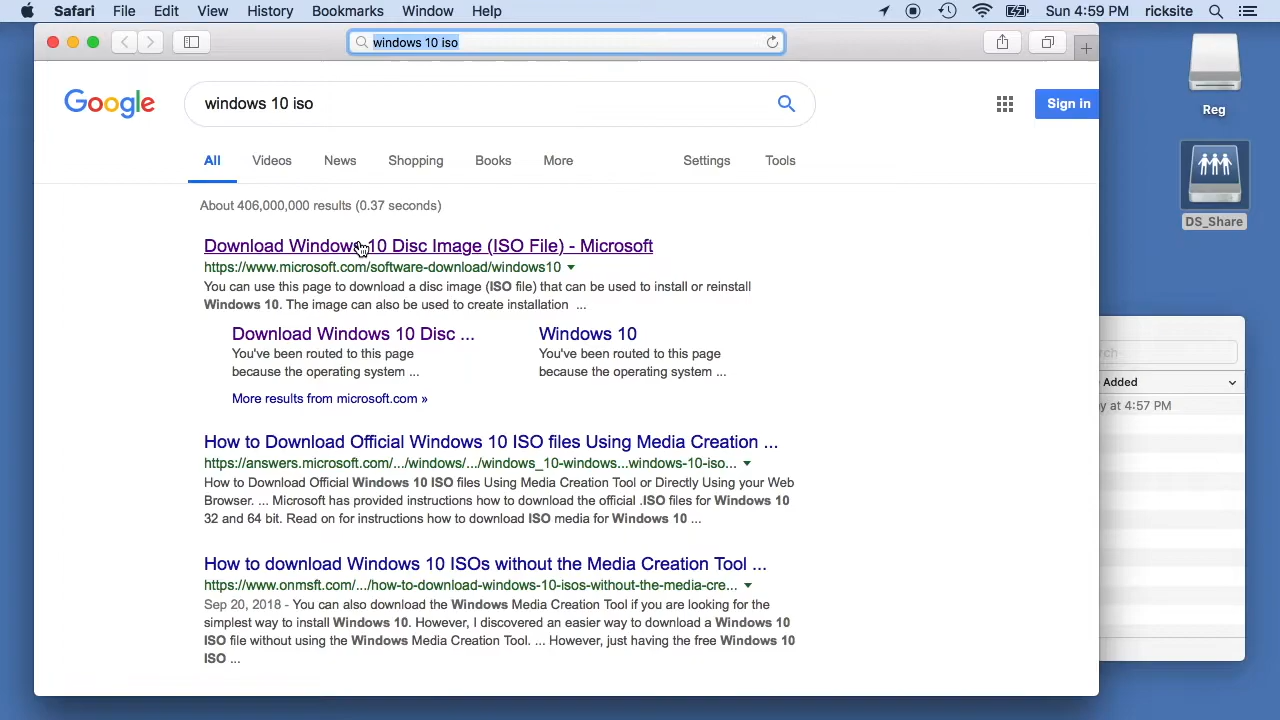 Safari File Edit View History Bookmarks Window Help Sun 4:59 PM ricksite
windows 10 iso
Google windows 10 iso Sign in
All Videos News Shopping Books More Settings Tools
About 406,000,000 results (0.37 seconds)
Download Windows 10 Disc Image (ISO File) - Microsoft
https://www.microsoft.com/software-download/windows10
You can use this page to download a disc image (ISO file) that can be used to install or reinstall
Windows 10. The image can also be used to create installation ...
Download Windows 10 Disc ...
You've been routed to this page
because the operating system ...
Windows 10
You've been routed to this page
because the operating system ...
More results from microsoft.com »
How to Download Official Windows 10 ISO files Using Media Creation ...
https://answers.microsoft.com/.../windows/.../windows_10-windows...windows-10-iso...
How to Download Official Windows 10 ISO files Using Media Creation Tool or Directly Using your Web
Browser. ... Microsoft has provided instructions how to download the official .ISO files for Windows 10
32 and 64 bit. Read on for instructions how to download ISO media for Windows 10 ...
How to download Windows 10 ISOs without the Media Creation Tool ...
https://www.onmsft.com/.../how-to-download-windows-10-isos-without-the-media-cre...
Sep 20, 2018 - You can also download the Windows Media Creation Tool if you are looking for the
simplest way to install Windows 10. However, I discovered an easier way to download a Windows 10
ISO file without using the Windows Media Creation Tool. ... However, just having the free Windows 10
ISO ...
Reg
DS_Share
rch
Added
y at 4:57 PM